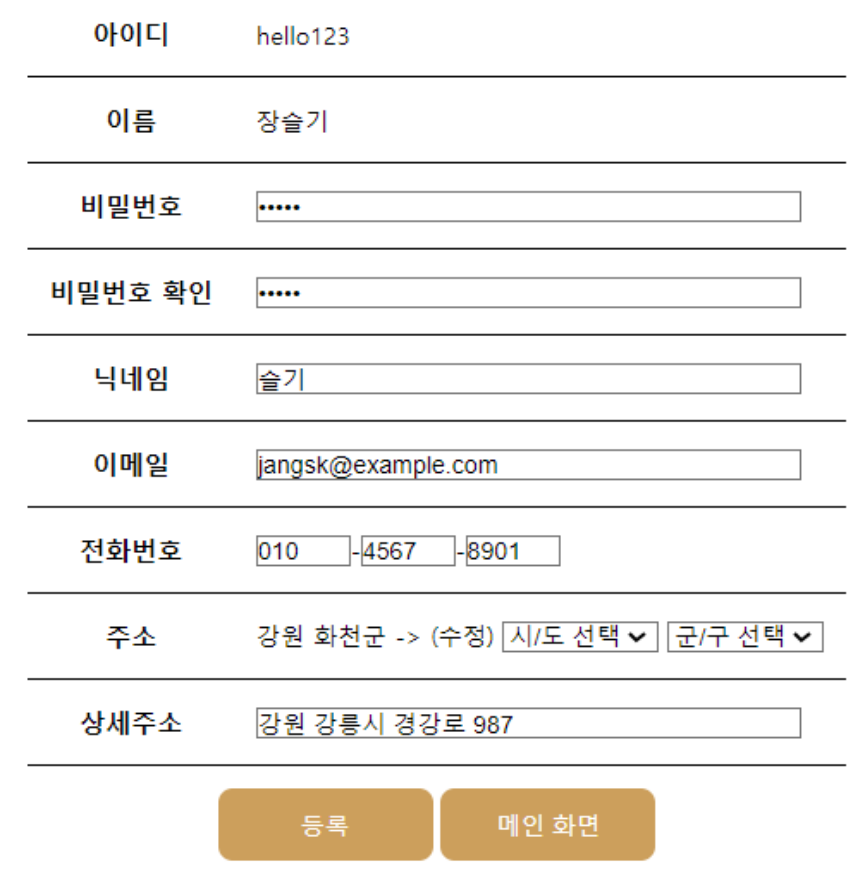 아이디 hello123
이름 장슬기
비밀번호 •••••
비밀번호 확인 •••••
닉네임 슬기
이메일 jangsk@example.com
전화번호 010 -4567 -8901
주소 강원 화천군 -> (수정) 시/도 선택 군/구 선택
상세주소 강원 강릉시 경강로 987
등록 메인 화면